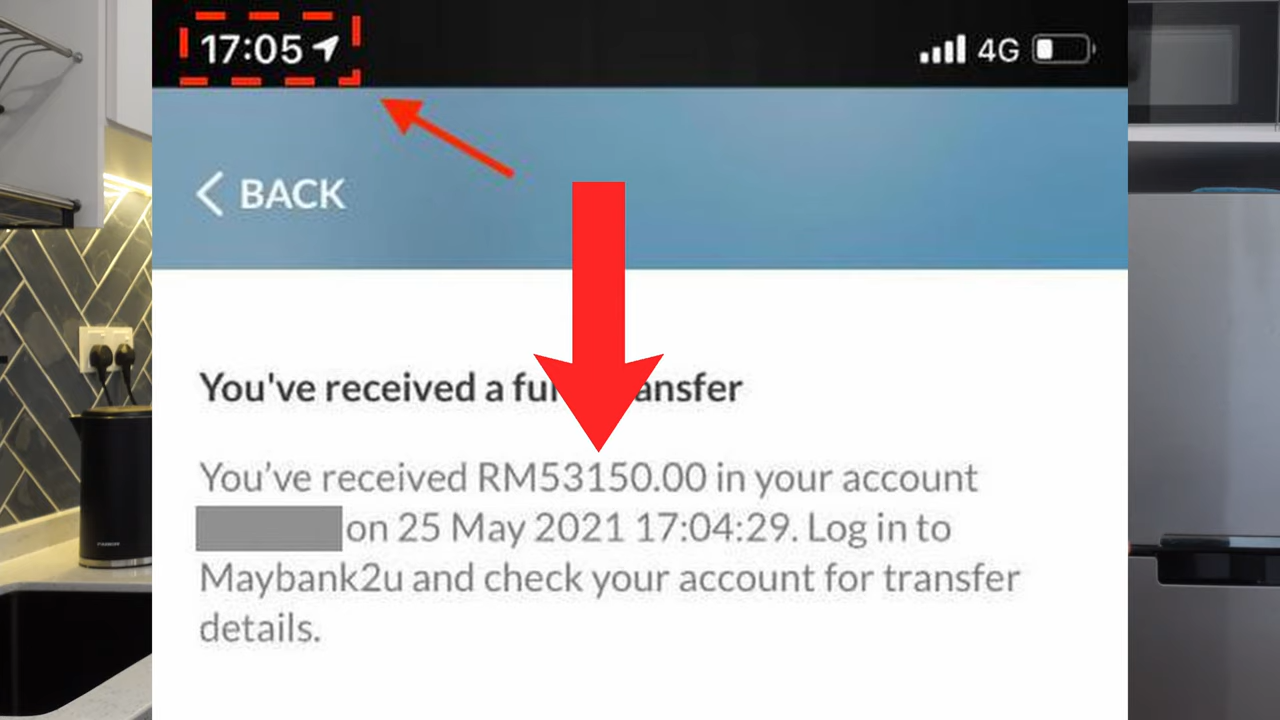 17:05
4G
BACK
You've received a fun ansfer
You've received RM53150.00 in your account
on 25 May 2021 17:04:29. Log in to
Maybank2u and check your account for transfer
details.